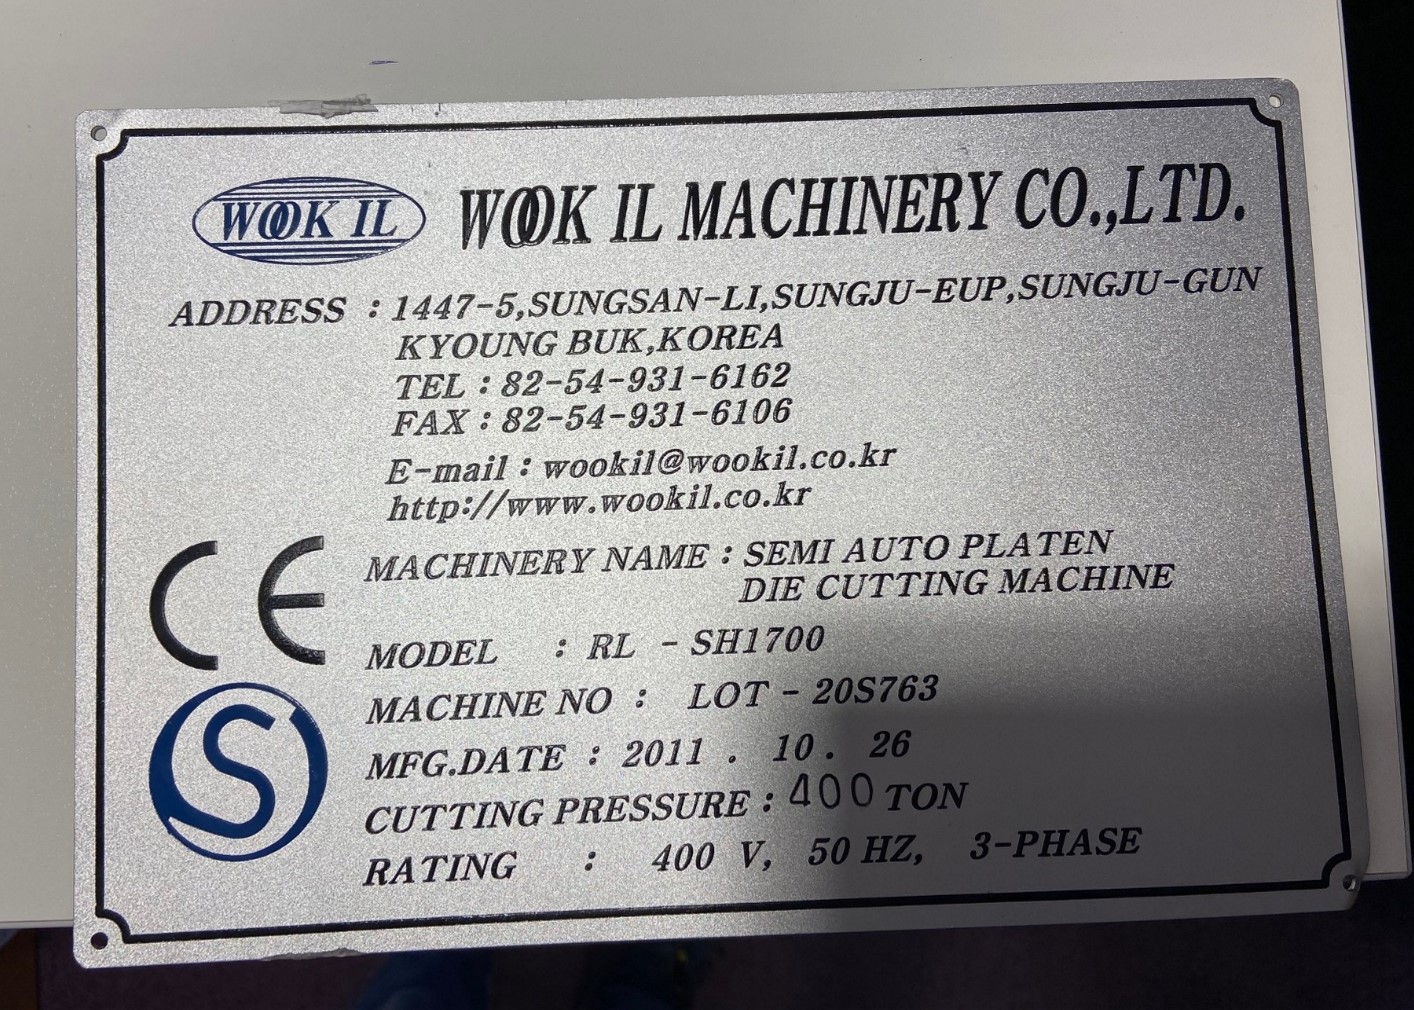 WOOK IL WOOK IL MACHINERY CO.,LTD.
ADDRESS : 1447-5,SUNGSAN-LI,SUNGJU-EUP,SUNGJU-GUN
KYOUNG BUK,KOREA
TEL : 82-54-931-6162
FAX : 82-54-931-6106
E-mail : wookil@wookil.co.kr
http://www.wookil.co.kr
CE
MACHINERY NAME : SEMI AUTO PLATEN
DIE CUTTING MACHINE
MODEL : RL - SH1700
S
MACHINE NO : LOT - 20S763
MFG.DATE : 2011 . 10 . 26
CUTTING PRESSURE : 400 TON
RATING : 400 V, 50 HZ, 3-PHASE